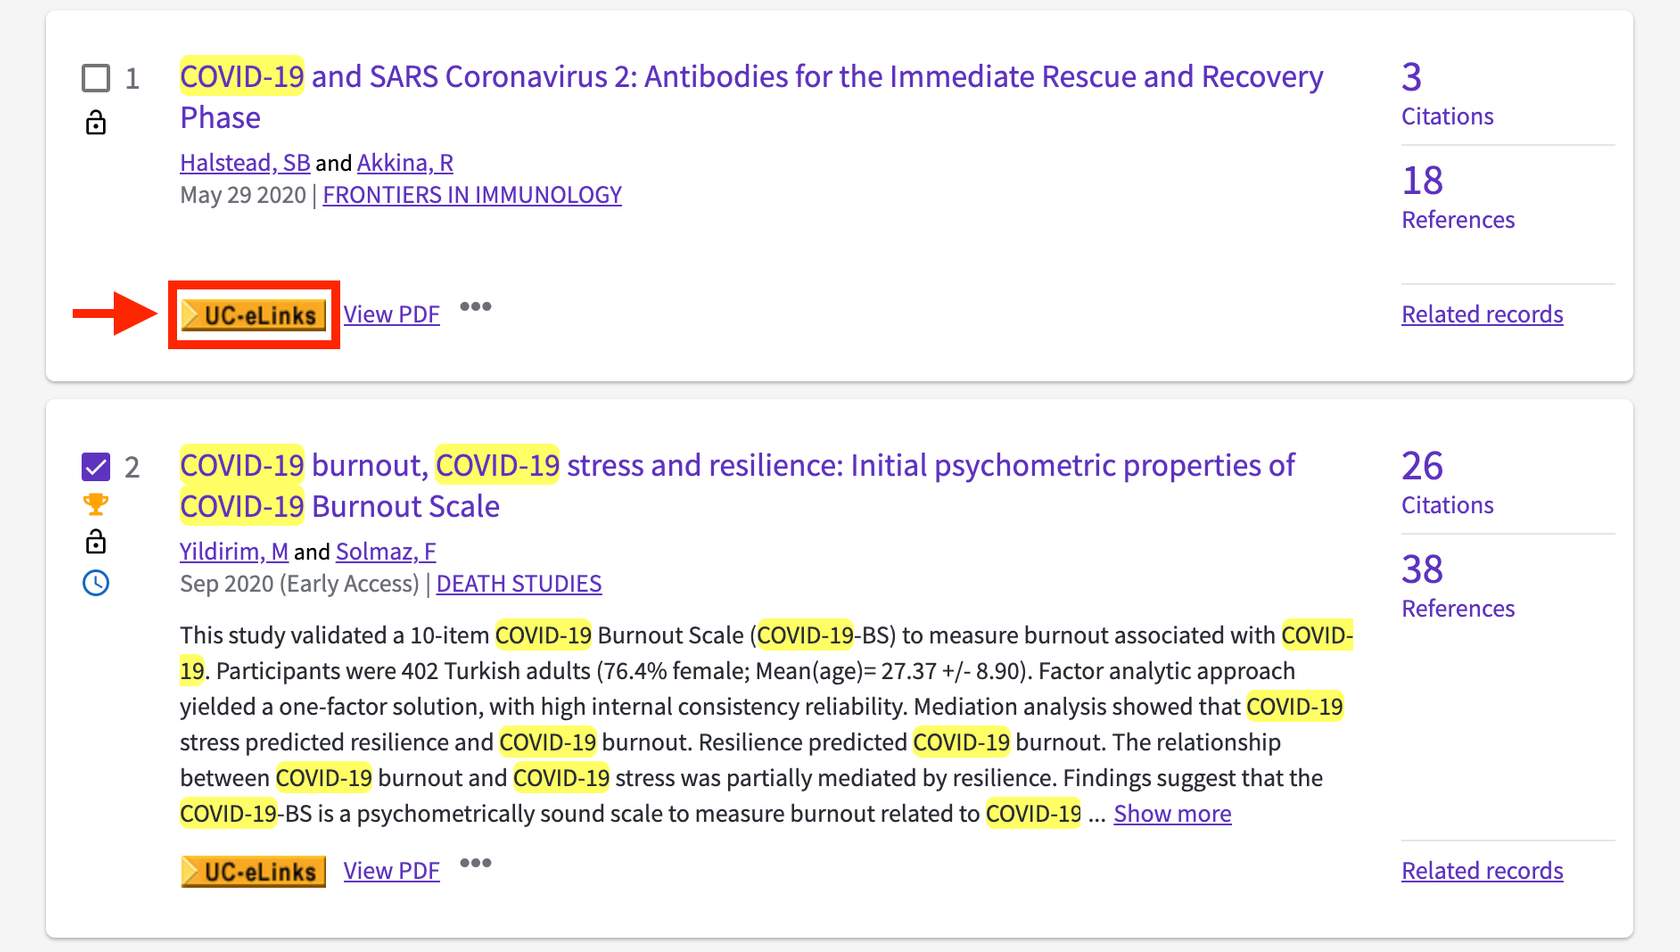 1
COVID-19 and SARS Coronavirus 2: Antibodies for the Immediate Rescue and Recovery
Phase
Halstead, SB and Akkina, R
May 29 2020 | FRONTIERS IN IMMUNOLOGY
UC-eLinks View PDF •••
3
Citations
18
References
Related records
2
COVID-19 burnout, COVID-19 stress and resilience: Initial psychometric properties of
COVID-19 Burnout Scale
Yildirim, M and Solmaz, F
Sep 2020 (Early Access) | DEATH STUDIES
This study validated a 10-item COVID-19 Burnout Scale (COVID-19-BS) to measure burnout associated with COVID-
19. Participants were 402 Turkish adults (76.4% female; Mean(age)= 27.37 +/- 8.90). Factor analytic approach
yielded a one-factor solution, with high internal consistency reliability. Mediation analysis showed that COVID-19
stress predicted resilience and COVID-19 burnout. Resilience predicted COVID-19 burnout. The relationship
between COVID-19 burnout and COVID-19 stress was partially mediated by resilience. Findings suggest that the
COVID-19-BS is a psychometrically sound scale to measure burnout related to COVID-19 ... Show more
UC-eLinks View PDF •••
26
Citations
38
References
Related records